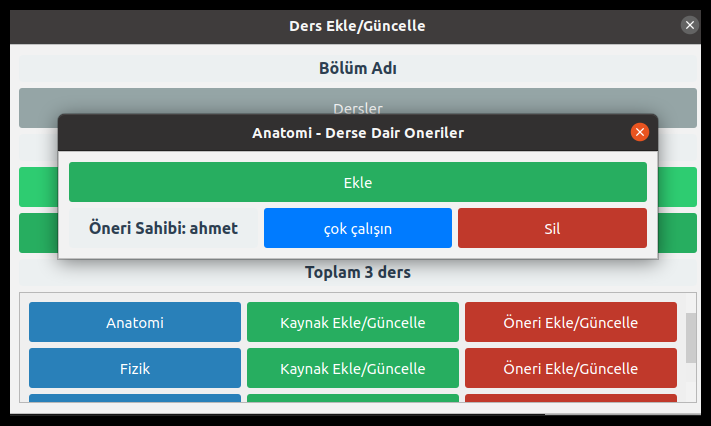 Ders Ekle/Güncelle
Bölüm Adı
Dersler
Anatomi - Derse Dair Oneriler
Ekle
Öneri Sahibi: ahmet çok çalışın Sil
Toplam 3 ders
Anatomi Kaynak Ekle/Güncelle Öneri Ekle/Güncelle
Fizik Kaynak Ekle/Güncelle Öneri Ekle/Güncelle